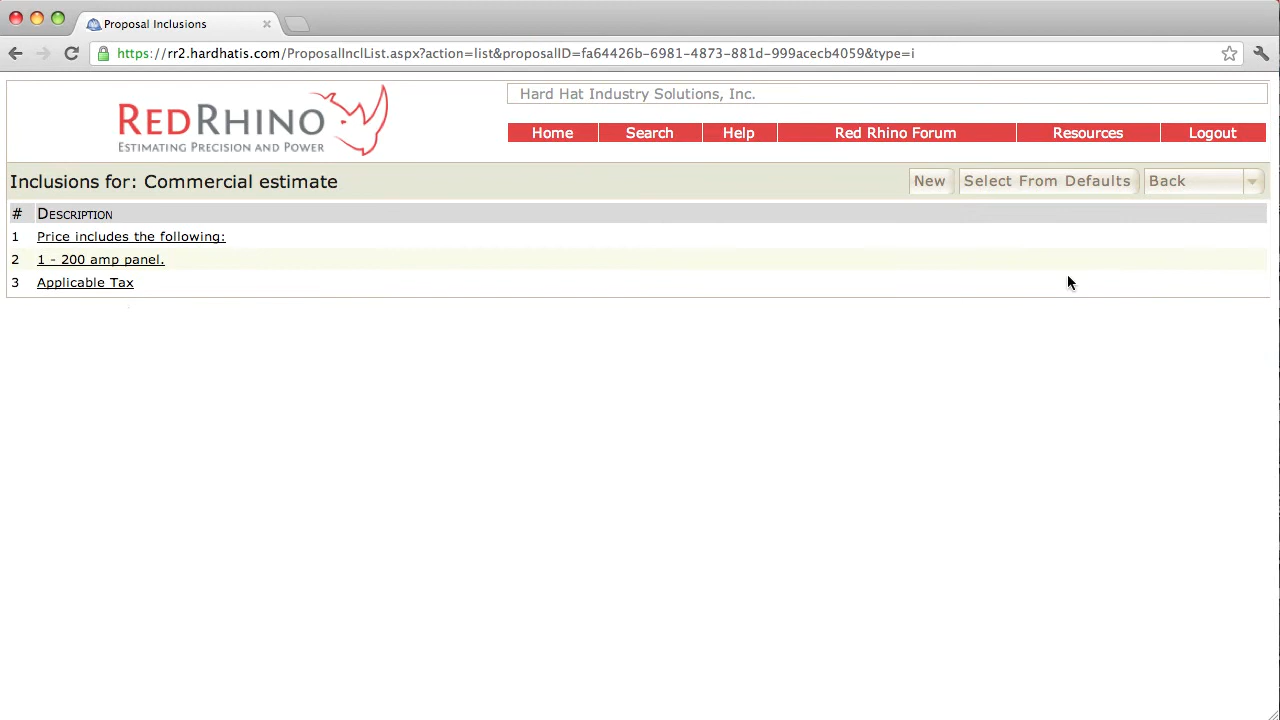 Proposal Inclusions
https://rr2.hardhatis.com/ProposalInclList.aspx?action=list&proposalID=fa64426b-6981-4873-881d-999acecb4059&type=i
REDRHINO
ESTIMATING PRECISION AND POWER
Hard Hat Industry Solutions, Inc.
Home Search Help Red Rhino Forum Resources Logout
Inclusions for: Commercial estimate
New Select From Defaults Back
# DESCRIPTION
1 Price includes the following:
2 1 - 200 amp panel.
3 Applicable Tax